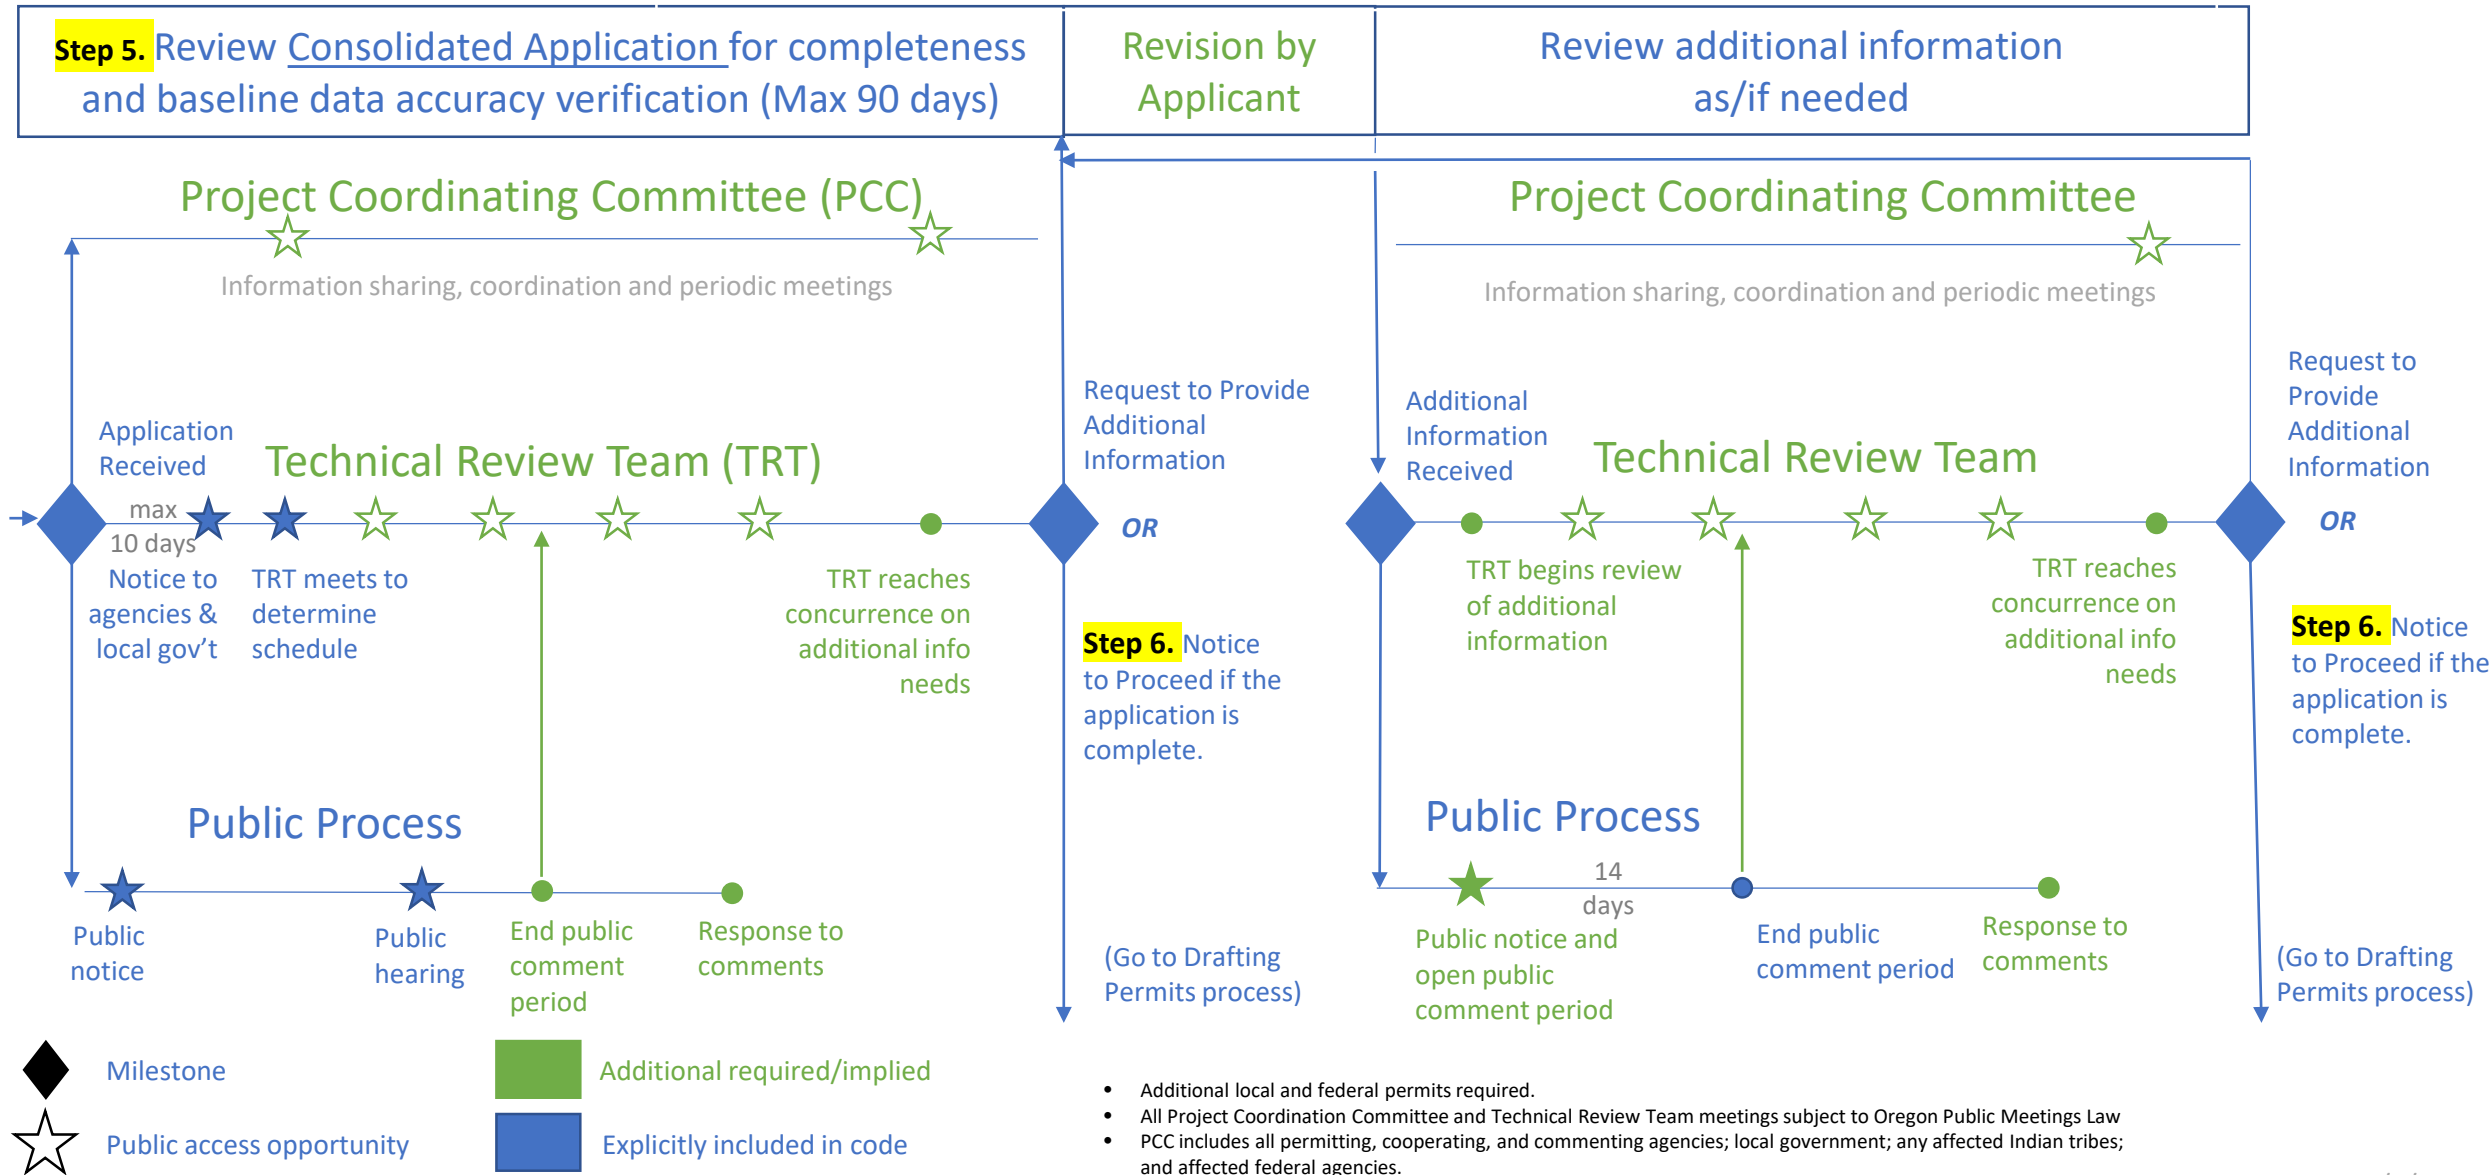 Step 5. Review Consolidated Application for completeness
and baseline data accuracy verification (Max 90 days)
Revision by
Applicant
Review additional information
as/if needed
Project Coordinating Committee (PCC)
Information sharing, coordination and periodic meetings
Application
Received
Technical Review Team (TRT)
max
10 days
Notice to
agencies &
local gov't
TRT meets to
determine
schedule
TRT reaches
concurrence on
additional info
needs
Public Process
Public
notice
Public
hearing
End public
comment
period
Response to
comments
Request to Provide
Additional
Information
OR
Step 6. Notice
to Proceed if the
application is
complete.
(Go to Drafting
Permits process)
Project Coordinating Committee
Information sharing, coordination and periodic meetings
Additional
Information
Received
Technical Review Team
TRT begins review
of additional
information
TRT reaches
concurrence on
additional info
needs
Public Process
14
days
Public notice and
open public
comment period
End public
comment period
Response to
comments
Request to
Provide
Additional
Information
OR
Step 6. Notice
to Proceed if the
application is
complete.
(Go to Drafting
Permits process)
Milestone
Public access opportunity
Additional required/implied
Explicitly included in code
• Additional local and federal permits required.
• All Project Coordination Committee and Technical Review Team meetings subject to Oregon Public Meetings Law
• PCC includes all permitting, cooperating, and commenting agencies; local government; any affected Indian tribes;
and affected federal agencies.